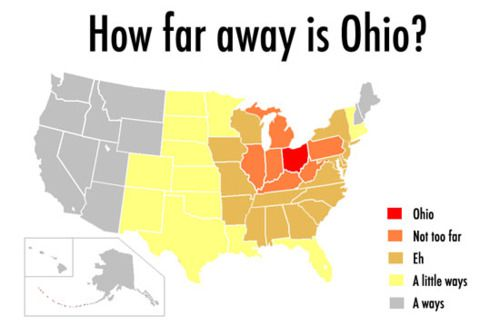 How far away is Ohio?
Ohio
Not too far
Eh
A little ways
A ways